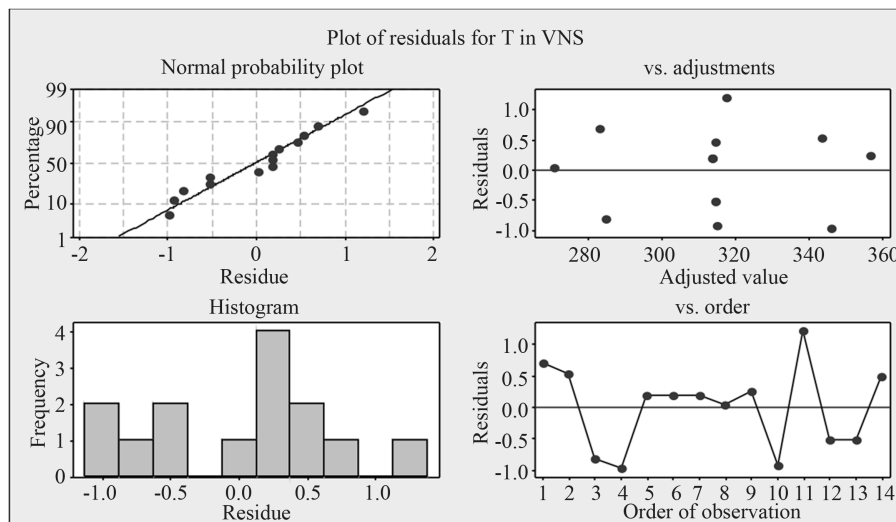 Plot of residuals for T in VNS
Normal probability plot
99
90
50
10
1
Percentage
-2 -1 0 1 2
Residue
vs. adjustments
1.0
0.5
0.0
-0.5
-1.0
Residuals
280 300 320 340 360
Adjusted value
Histogram
4
3
2
1
0
Frequency
-1.0 -0.5 0.0 0.5 1.0
Residue
vs. order
1.0
0.5
0.0
-0.5
-1.0
Residuals
1 2 3 4 5 6 7 8 9 10 11 12 13 14
Order of observation